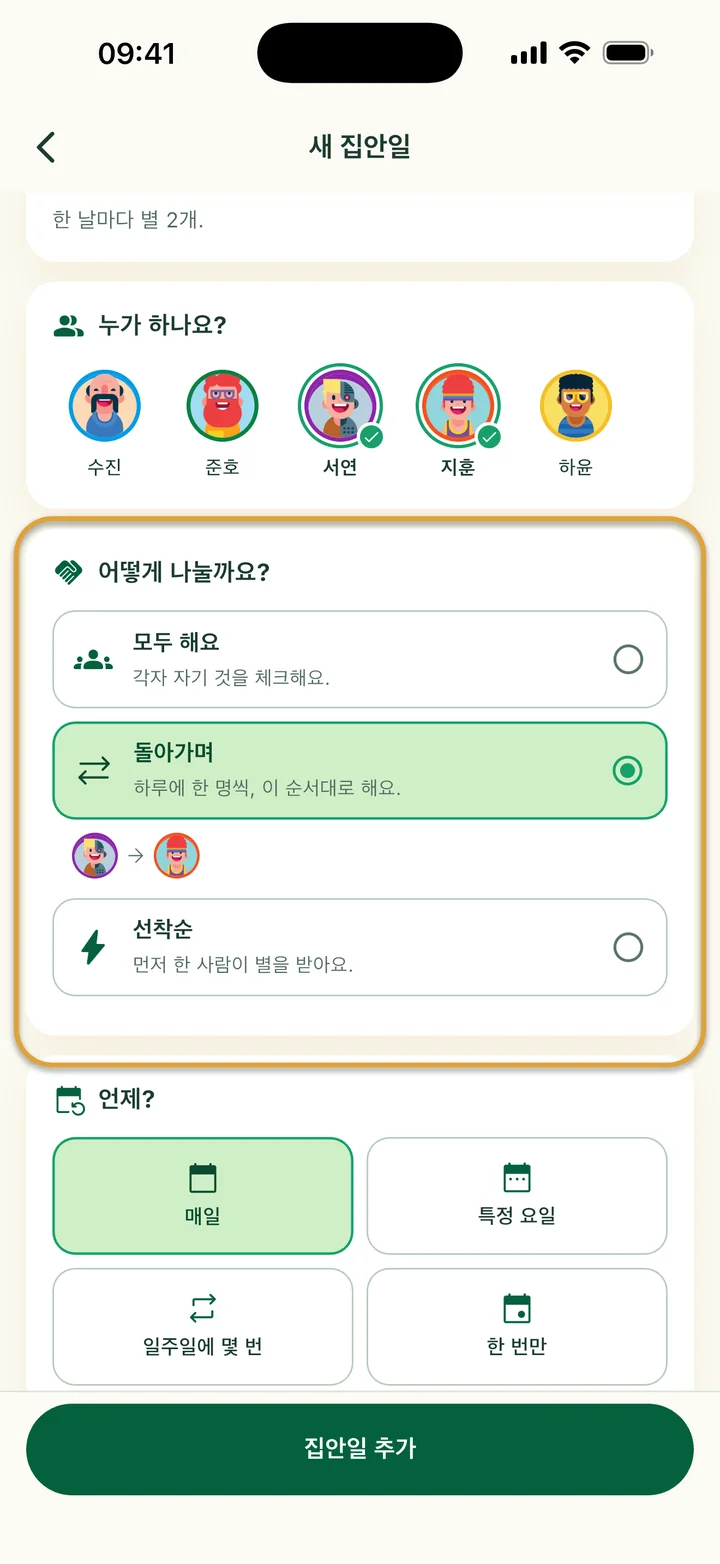 09:41
새 집안일
한 날마다 별 2개.
누가 하나요?
수진
준호
서연
지훈
하윤
어떻게 나눌까요?
모두 해요
각자 자기 것을 체크해요.
돌아가며
하루에 한 명씩, 이 순서대로 해요.
선착순
먼저 한 사람이 별을 받아요.
언제?
매일
특정 요일
일주일에 몇 번
한 번만
집안일 추가